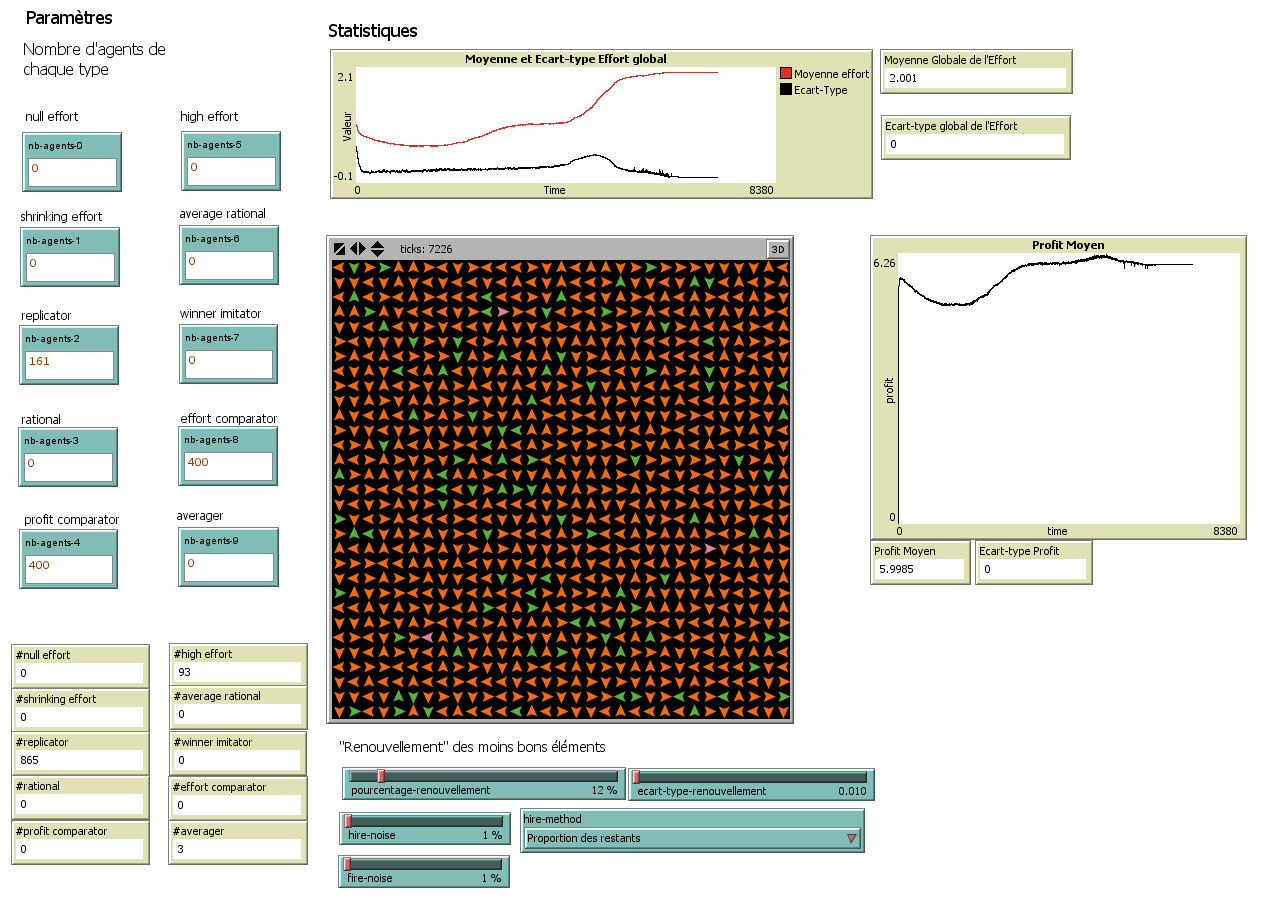 Paramètres
Nombre d'agents de
chaque type
null effort
high effort
nb-agents-0
0
nb-agents-5
0
shrinking effort
average rational
nb-agents-1
0
nb-agents-6
0
replicator
winner imitator
nb-agents-2
161
nb-agents-7
0
rational
effort comparator
nb-agents-3
0
nb-agents-8
400
profit comparator
averager
nb-agents-4
400
nb-agents-9
0
#null effort
0
#high effort
93
#shrinking effort
0
#average rational
0
#replicator
865
#winner imitator
0
#rational
0
#effort comparator
0
#profit comparator
0
#averager
3
Statistiques
Moyenne et Ecart-type Effort global
2.1
Valeur
-0.1
0
Time
8380
Moyenne effort
Ecart-Type
Moyenne Globale de l'Effort
2.001
Ecart-type global de l'Effort
0
ticks: 7226
3D
Profit Moyen
6.26
profit
0
0
time
8380
Profit Moyen
5.9985
Ecart-type Profit
0
"Renouvellement" des moins bons éléments
pourcentage-renouvellement 12 %
ecart-type-renouvellement 0.010
hire-noise 1 %
hire-method
Proportion des restants
fire-noise 1 %